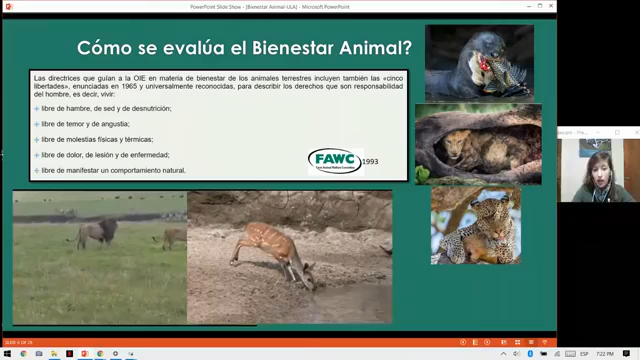 PowerPoint Slide Show - [Bienestar Animal-ULA] - Microsoft PowerPoint
Cómo se evalúa el Bienestar Animal?
Las directrices que guían a la OIE en materia de bienestar de los animales terrestres incluyen también las «cinco
libertades», enunciadas en 1965 y universalmente reconocidas, para describir los derechos que son responsabilidad
del hombre, es decir, vivir:
libre de hambre, de sed y de desnutrición;
libre de temor y de angustia;
libre de molestias físicas y térmicas;
libre de dolor, de lesión y de enfermedad;
libre de manifestar un comportamiento natural.
FAWC
Farm Animal Welfare Committee
1993
ESP
7:22 PM